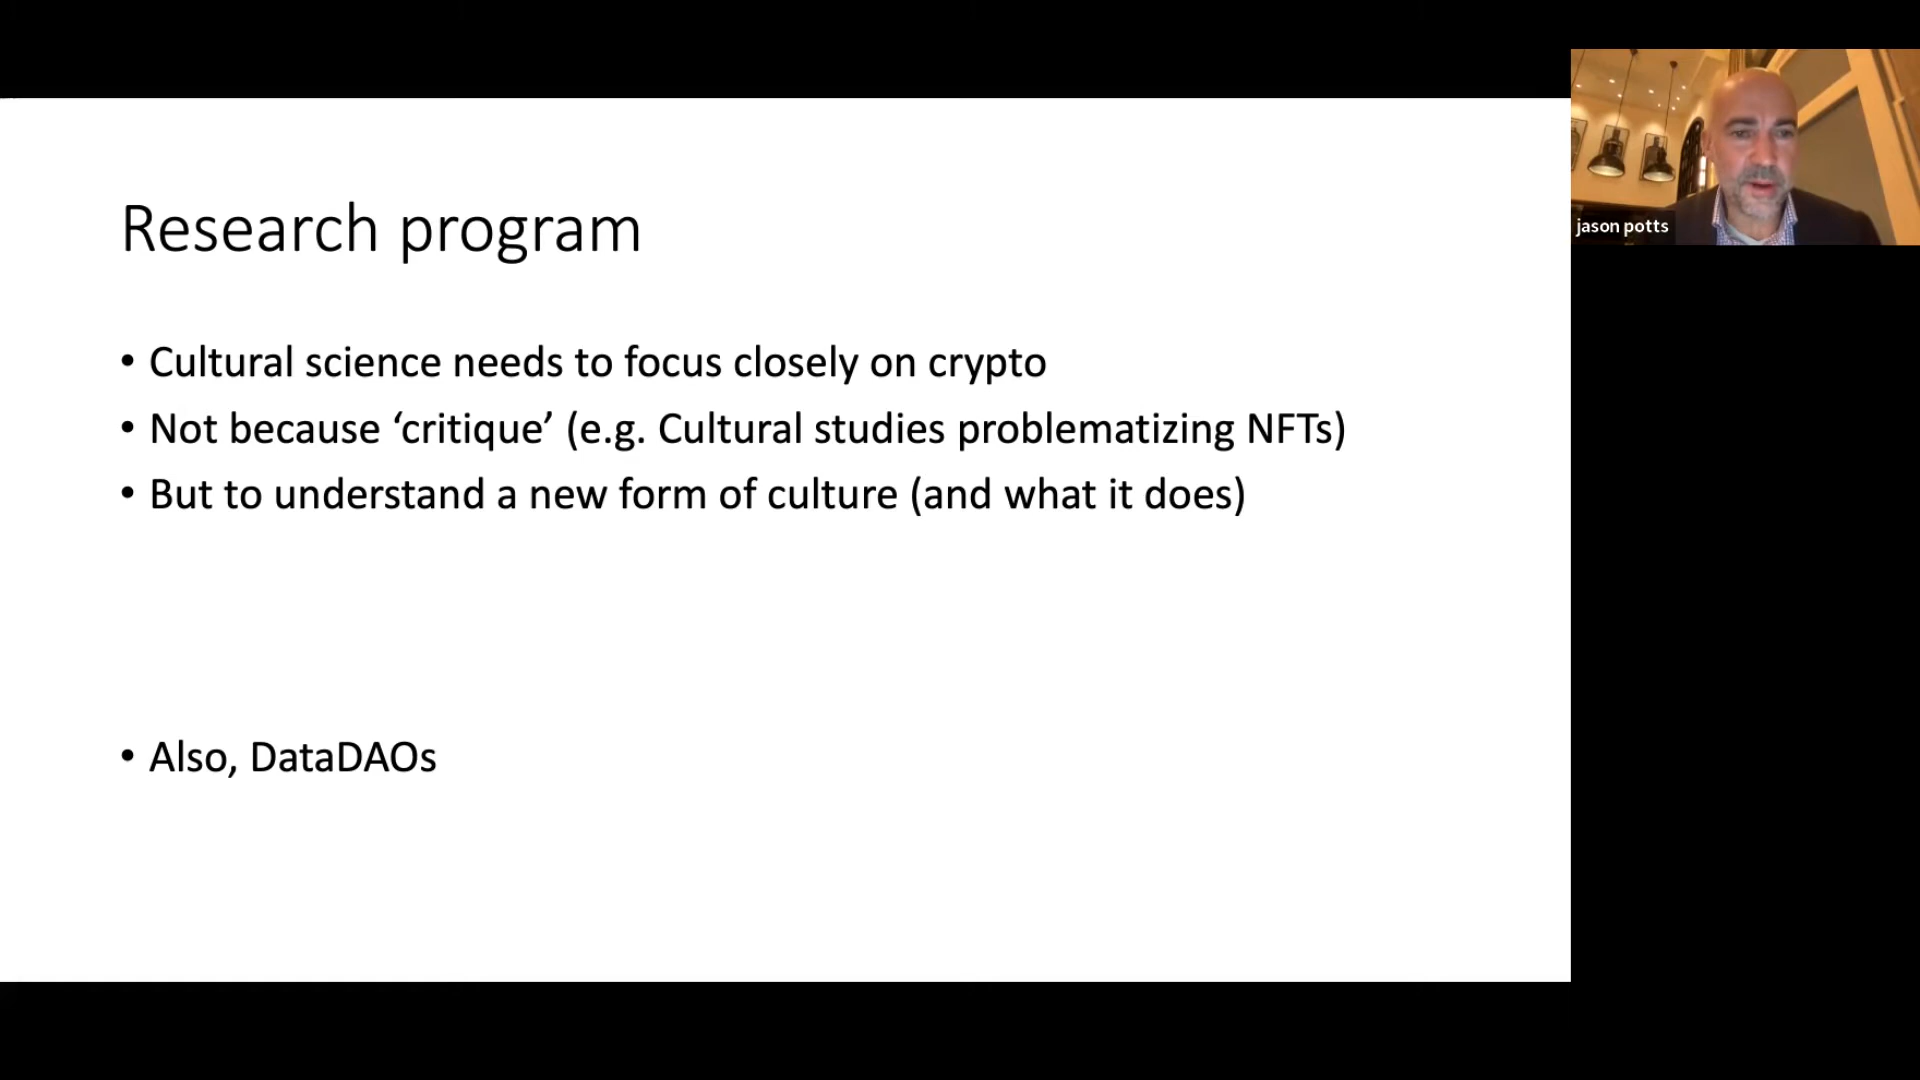 Research program
• Cultural science needs to focus closely on crypto
• Not because ‘critique’ (e.g. Cultural studies problematizing NFTs)
• But to understand a new form of culture (and what it does)
• Also, DataDAOs
jason potts